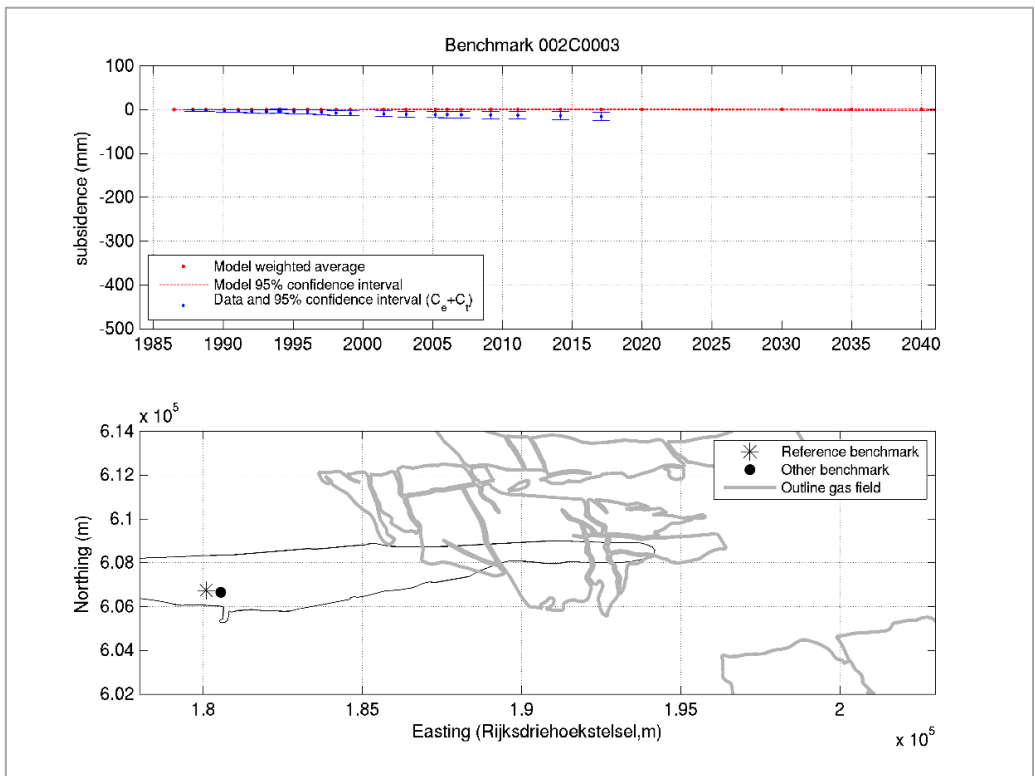 Benchmark 002C0003
100
0
-100
-200
-300
-400
-500
subsidence (mm)
Model weighted average
Model 95% confidence interval
Data and 95% confidence interval (C_e+C_t)
1985 1990 1995 2000 2005 2010 2015 2020 2025 2030 2035 2040
x 10^5
6.14
6.12
6.1
6.08
6.06
6.04
6.02
Northing (m)
Reference benchmark
Other benchmark
Outline gas field
1.8 1.85 1.9 1.95 2
Easting (Rijksdriehoekstelsel,m)
x 10^5